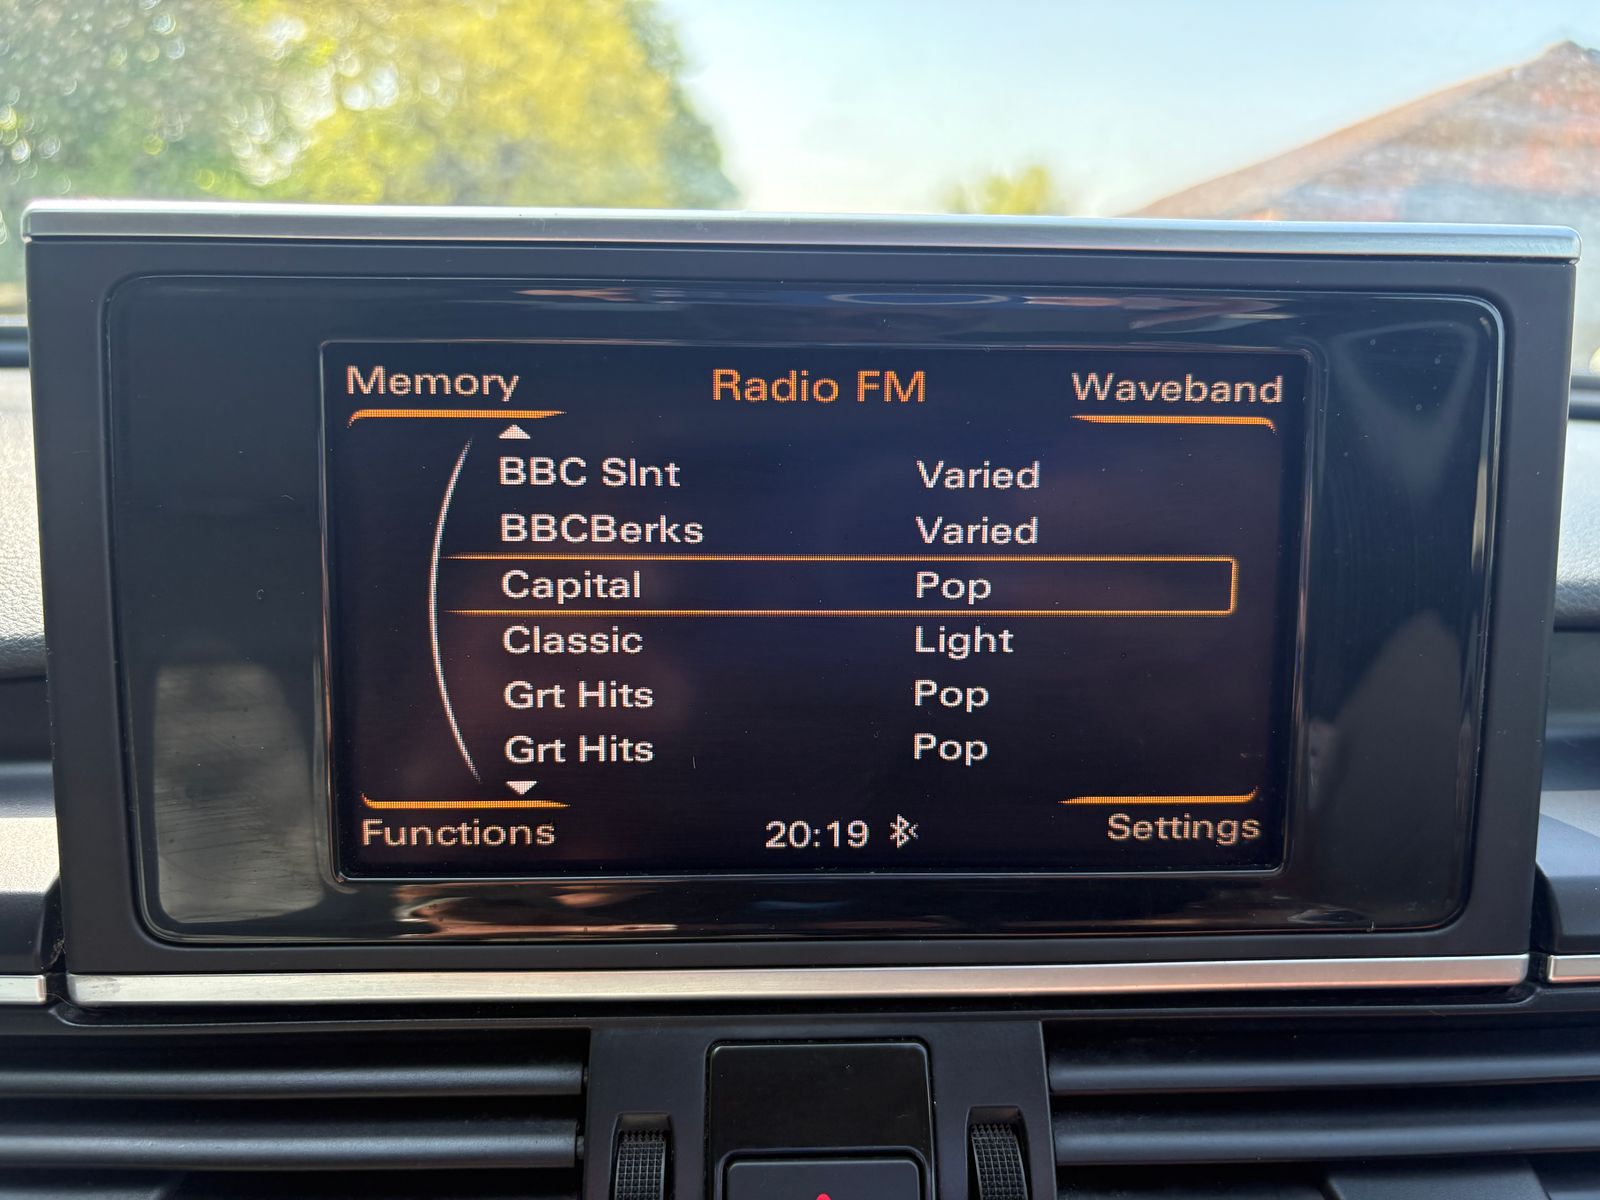 Memory Radio FM Waveband
BBC SInt Varied
BBCBerks Varied
Capital Pop
Classic Light
Grt Hits Pop
Grt Hits Pop
Functions 20:19 Settings